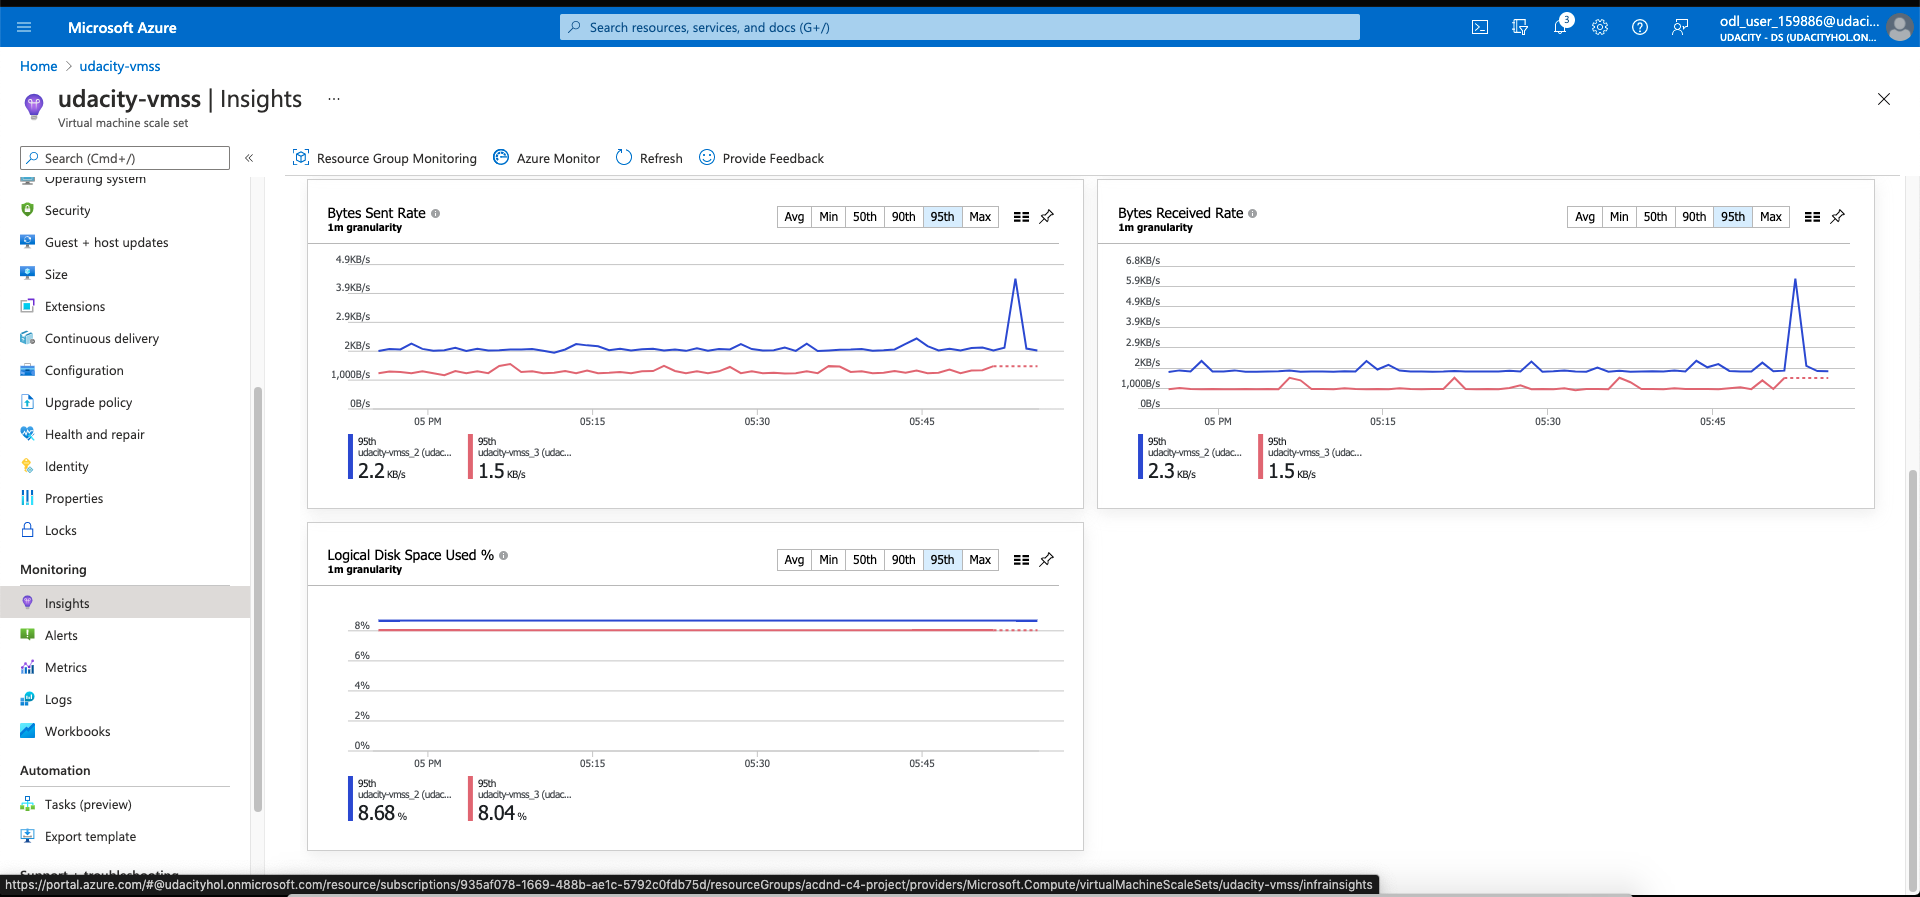 Microsoft Azure
Search resources, services, and docs (G+/)
3
odl_user_159886@udaci...
UDACITY - DS (UDACITYHOL.ON...
Home > udacity-vmss
udacity-vmss | Insights ...
Virtual machine scale set
Search (Cmd+/)
«
Resource Group Monitoring
Azure Monitor
Refresh
Provide Feedback
Operating system
Security
Guest + host updates
Size
Extensions
Continuous delivery
Configuration
Upgrade policy
Health and repair
Identity
Properties
Locks
Monitoring
Insights
Alerts
Metrics
Logs
Workbooks
Automation
Tasks (preview)
Export template
Support + troubleshooting
Bytes Sent Rate
1m granularity
Avg Min 50th 90th 95th Max
4.9KB/s
3.9KB/s
2.9KB/s
2KB/s
1,000B/s
0B/s
05 PM 05:15 05:30 05:45
95th
udacity-vmss_2 (udac...
2.2 KB/s
95th
udacity-vmss_3 (udac...
1.5 KB/s
Bytes Received Rate
1m granularity
Avg Min 50th 90th 95th Max
6.8KB/s
5.9KB/s
4.9KB/s
3.9KB/s
2.9KB/s
2KB/s
1,000B/s
0B/s
05 PM 05:15 05:30 05:45
95th
udacity-vmss_2 (udac...
2.3 KB/s
95th
udacity-vmss_3 (udac...
1.5 KB/s
Logical Disk Space Used %
1m granularity
Avg Min 50th 90th 95th Max
8%
6%
4%
2%
0%
05 PM 05:15 05:30 05:45
95th
udacity-vmss_2 (udac...
8.68 %
95th
udacity-vmss_3 (udac...
8.04 %
https://portal.azure.com/#@udacityhol.onmicrosoft.com/resource/subscriptions/935af078-1669-488b-ae1c-5792c0fdb75d/resourceGroups/acdnd-c4-project/providers/Microsoft.Compute/virtualMachineScaleSets/udacity-vmss/infrainsights